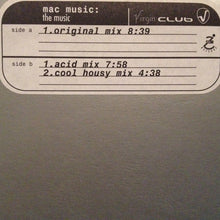 mac music:
the music
Virgin CLUB V
side a
1.original mix 8:39
side b
1.acid mix 7:58
2.cool housy mix 4:38